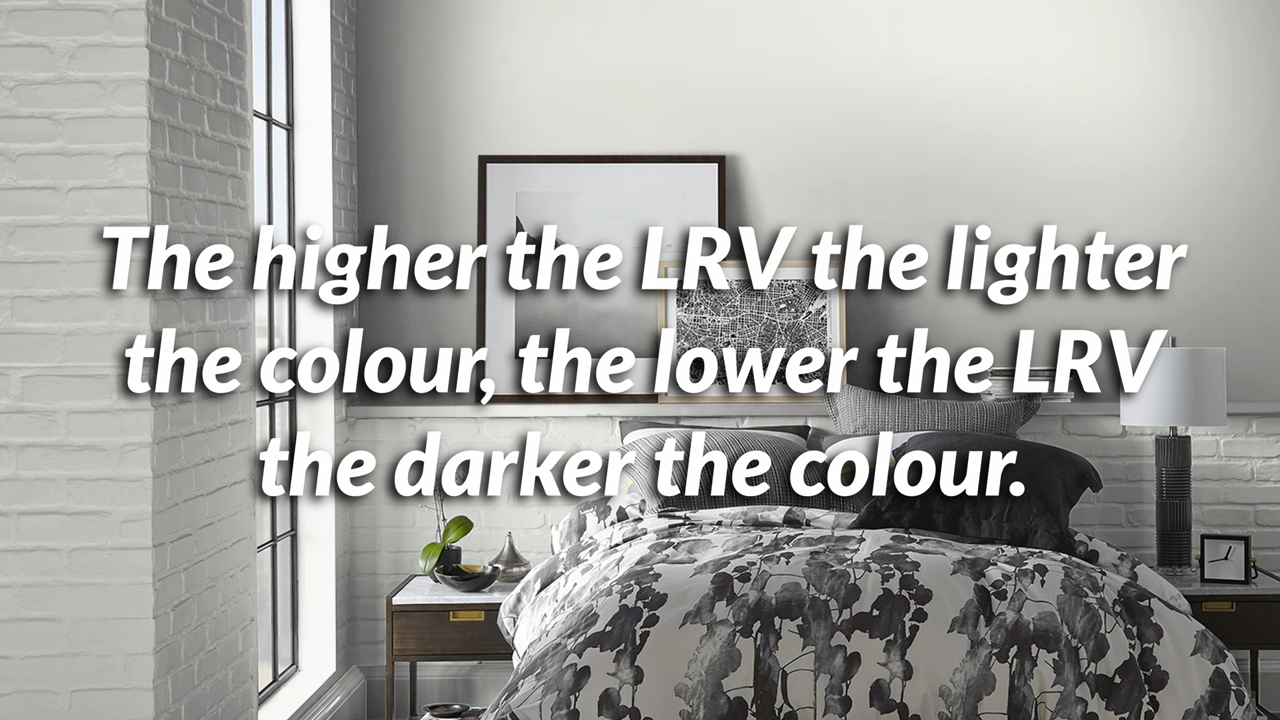 The higher the LRV the lighter
the colour, the lower the LRV
the darker the colour.